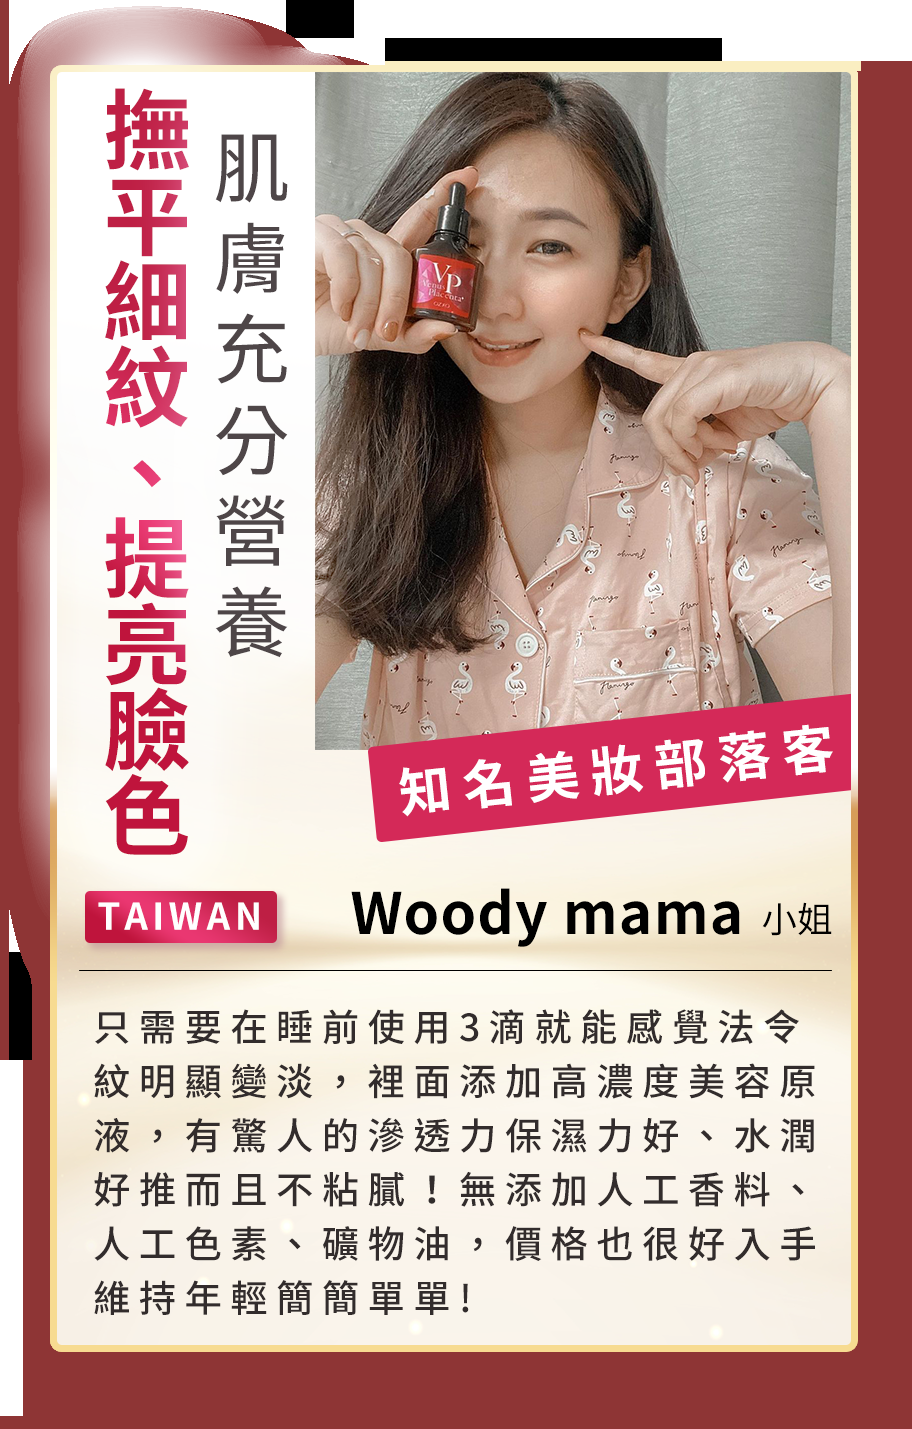 肌膚充分營養
撫平細紋、提亮臉色
VP
Venus
Placenta
知名美妝部落客
TAIWAN
Woody mama 小姐
只需要在睡前使用3滴就能感覺法令
紋明顯變淡，裡面添加高濃度美容原
液，有驚人的滲透力保濕力好、水潤
好推而且不粘膩！無添加人工香料、
人工色素、礦物油，價格也很好入手
維持年輕簡簡單單!